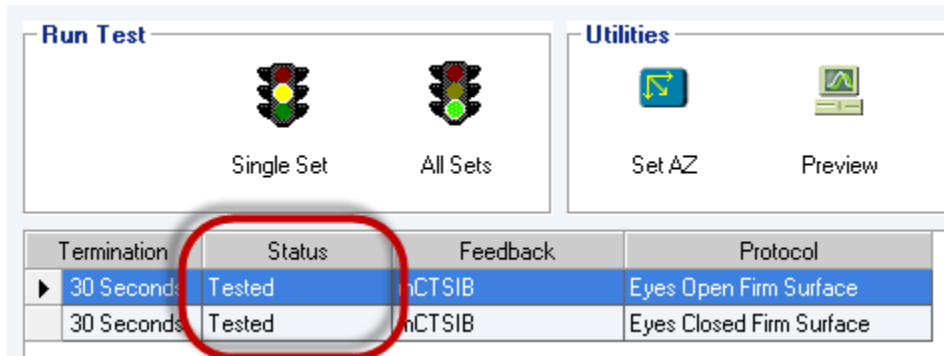 Run Test
Utilities
Single Set
All Sets
Set AZ
Preview
Termination Status Feedback Protocol
30 Seconds Tested mCTSIB Eyes Open Firm Surface
30 Seconds Tested mCTSIB Eyes Closed Firm Surface